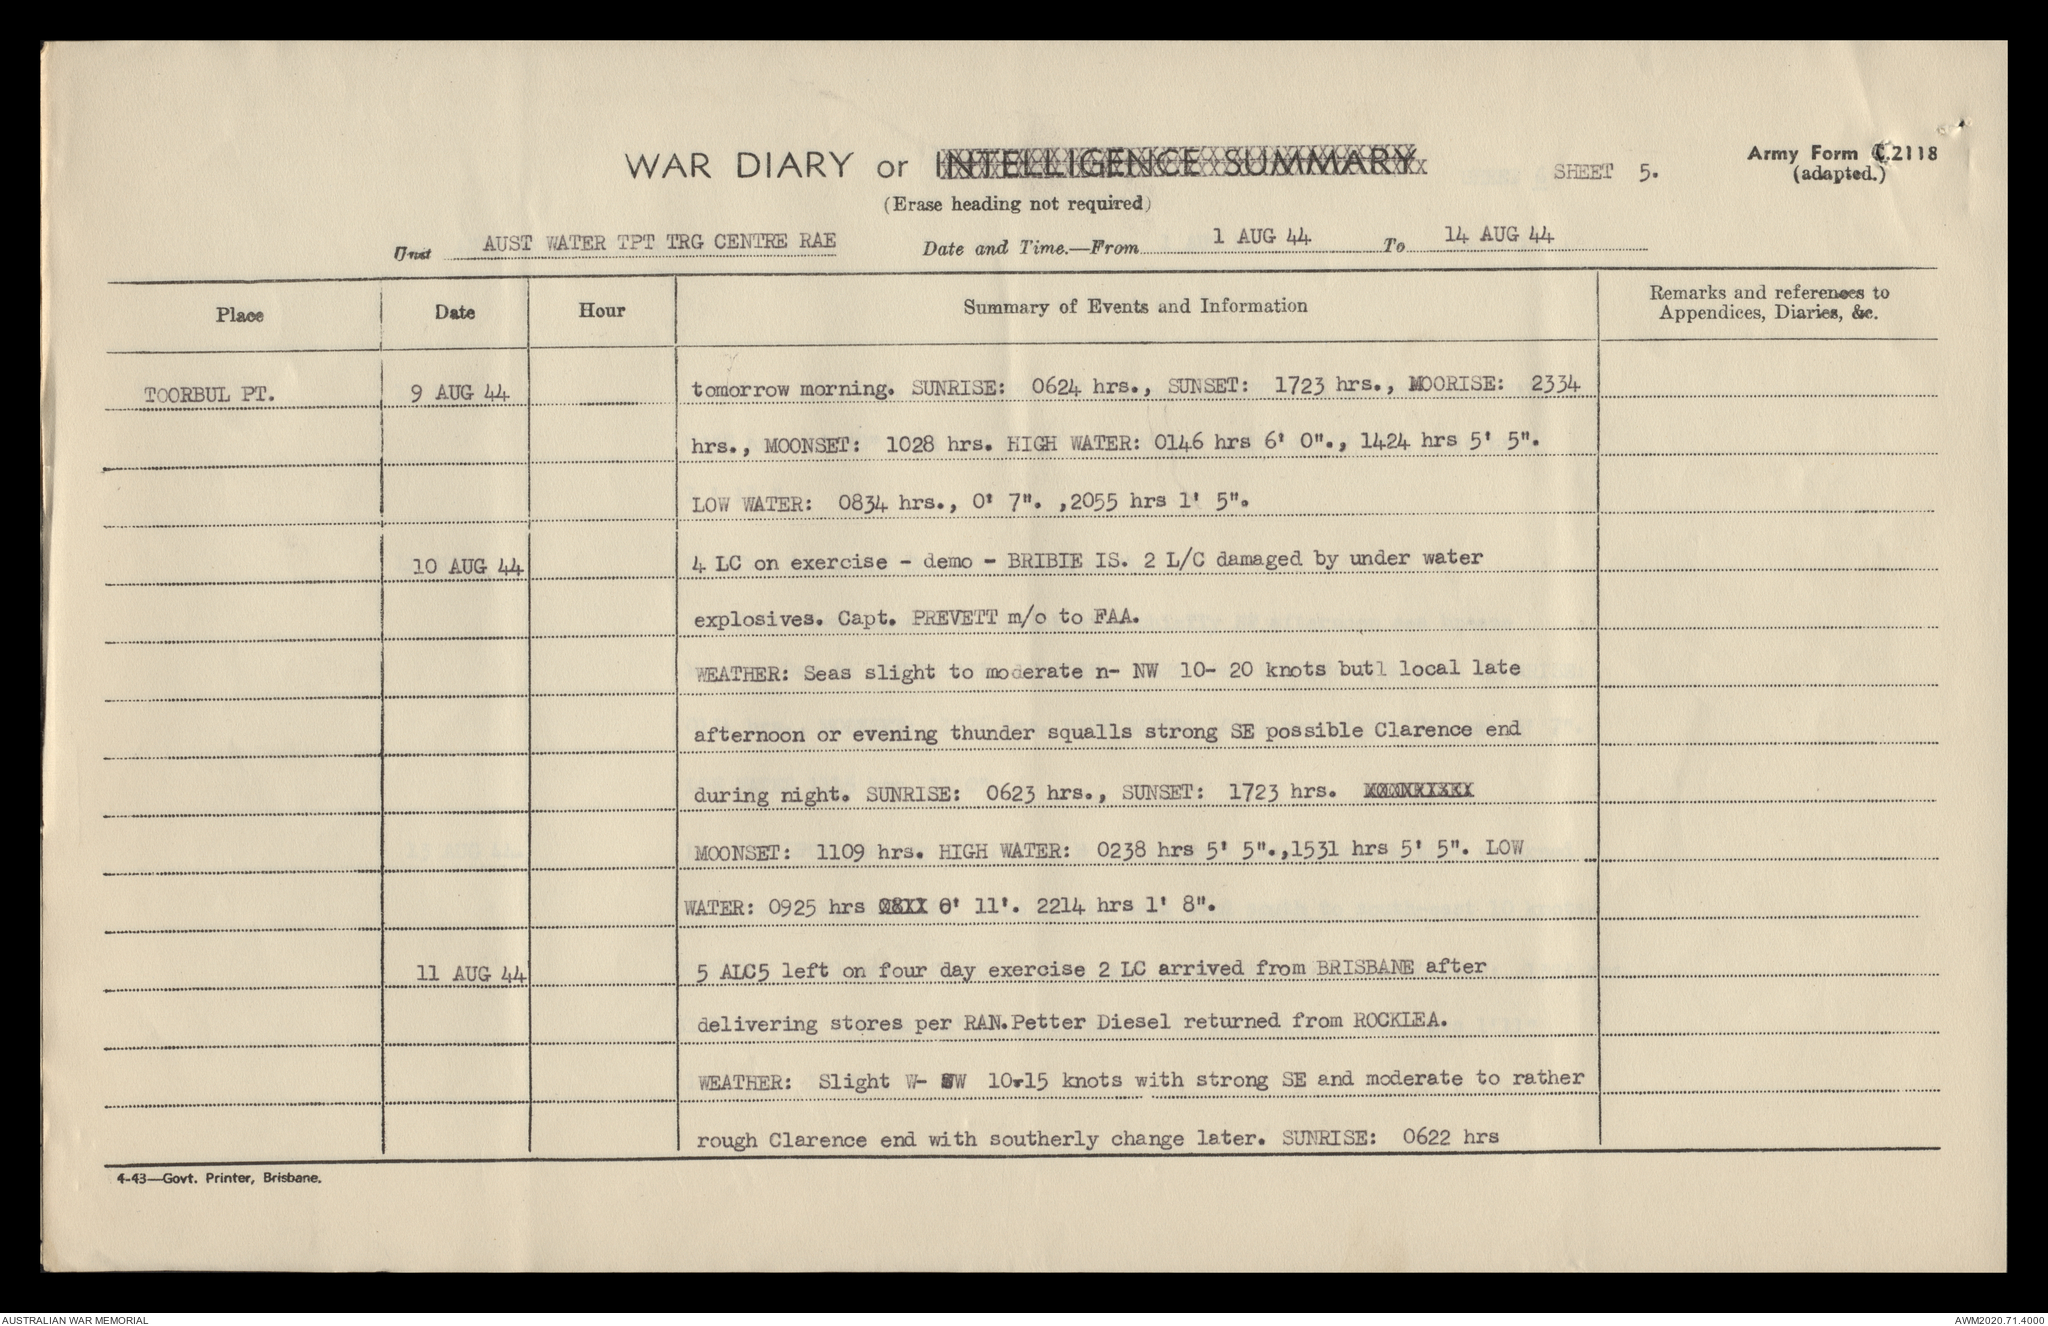 WAR DIARY or INTELLIGENCE SUMMARY
SHEET 5.
Army Form C.2118
(adapted.)
(Erase heading not required)
Unit AUST WATER TPT TRG CENTRE RAE Date and Time.—From 1 AUG 44 To 14 AUG 44
Place Date Hour Summary of Events and Information Remarks and references to
Appendices, Diaries, &c.
TOORBUL PT. 9 AUG 44 tomorrow morning. SUNRISE: 0624 hrs., SUNSET: 1723 hrs., MOORISE: 2334
hrs., MOONSET: 1028 hrs. HIGH WATER: 0146 hrs 6' 0"., 1424 hrs 5' 5".
LOW WATER: 0834 hrs., 0' 7". ,2055 hrs 1' 5".
10 AUG 44 4 LC on exercise - demo - BRIBIE IS. 2 L/C damaged by under water
explosives. Capt. PREVETT m/o to FAA.
WEATHER: Seas slight to moderate n- NW 10- 20 knots butl local late
afternoon or evening thunder squalls strong SE possible Clarence end
during night. SUNRISE: 0623 hrs., SUNSET: 1723 hrs.
MOONSET: 1109 hrs. HIGH WATER: 0238 hrs 5' 5".,1531 hrs 5' 5". LOW
WATER: 0925 hrs 0' 11'. 2214 hrs 1' 8".
11 AUG 44 5 ALC5 left on four day exercise 2 LC arrived from BRISBANE after
delivering stores per RAN.Petter Diesel returned from ROCKLEA.
WEATHER: Slight W- SW 10-15 knots with strong SE and moderate to rather
rough Clarence end with southerly change later. SUNRISE: 0622 hrs
4-43—Govt. Printer, Brisbane.
AUSTRALIAN WAR MEMORIAL
AWM2020.71.4000